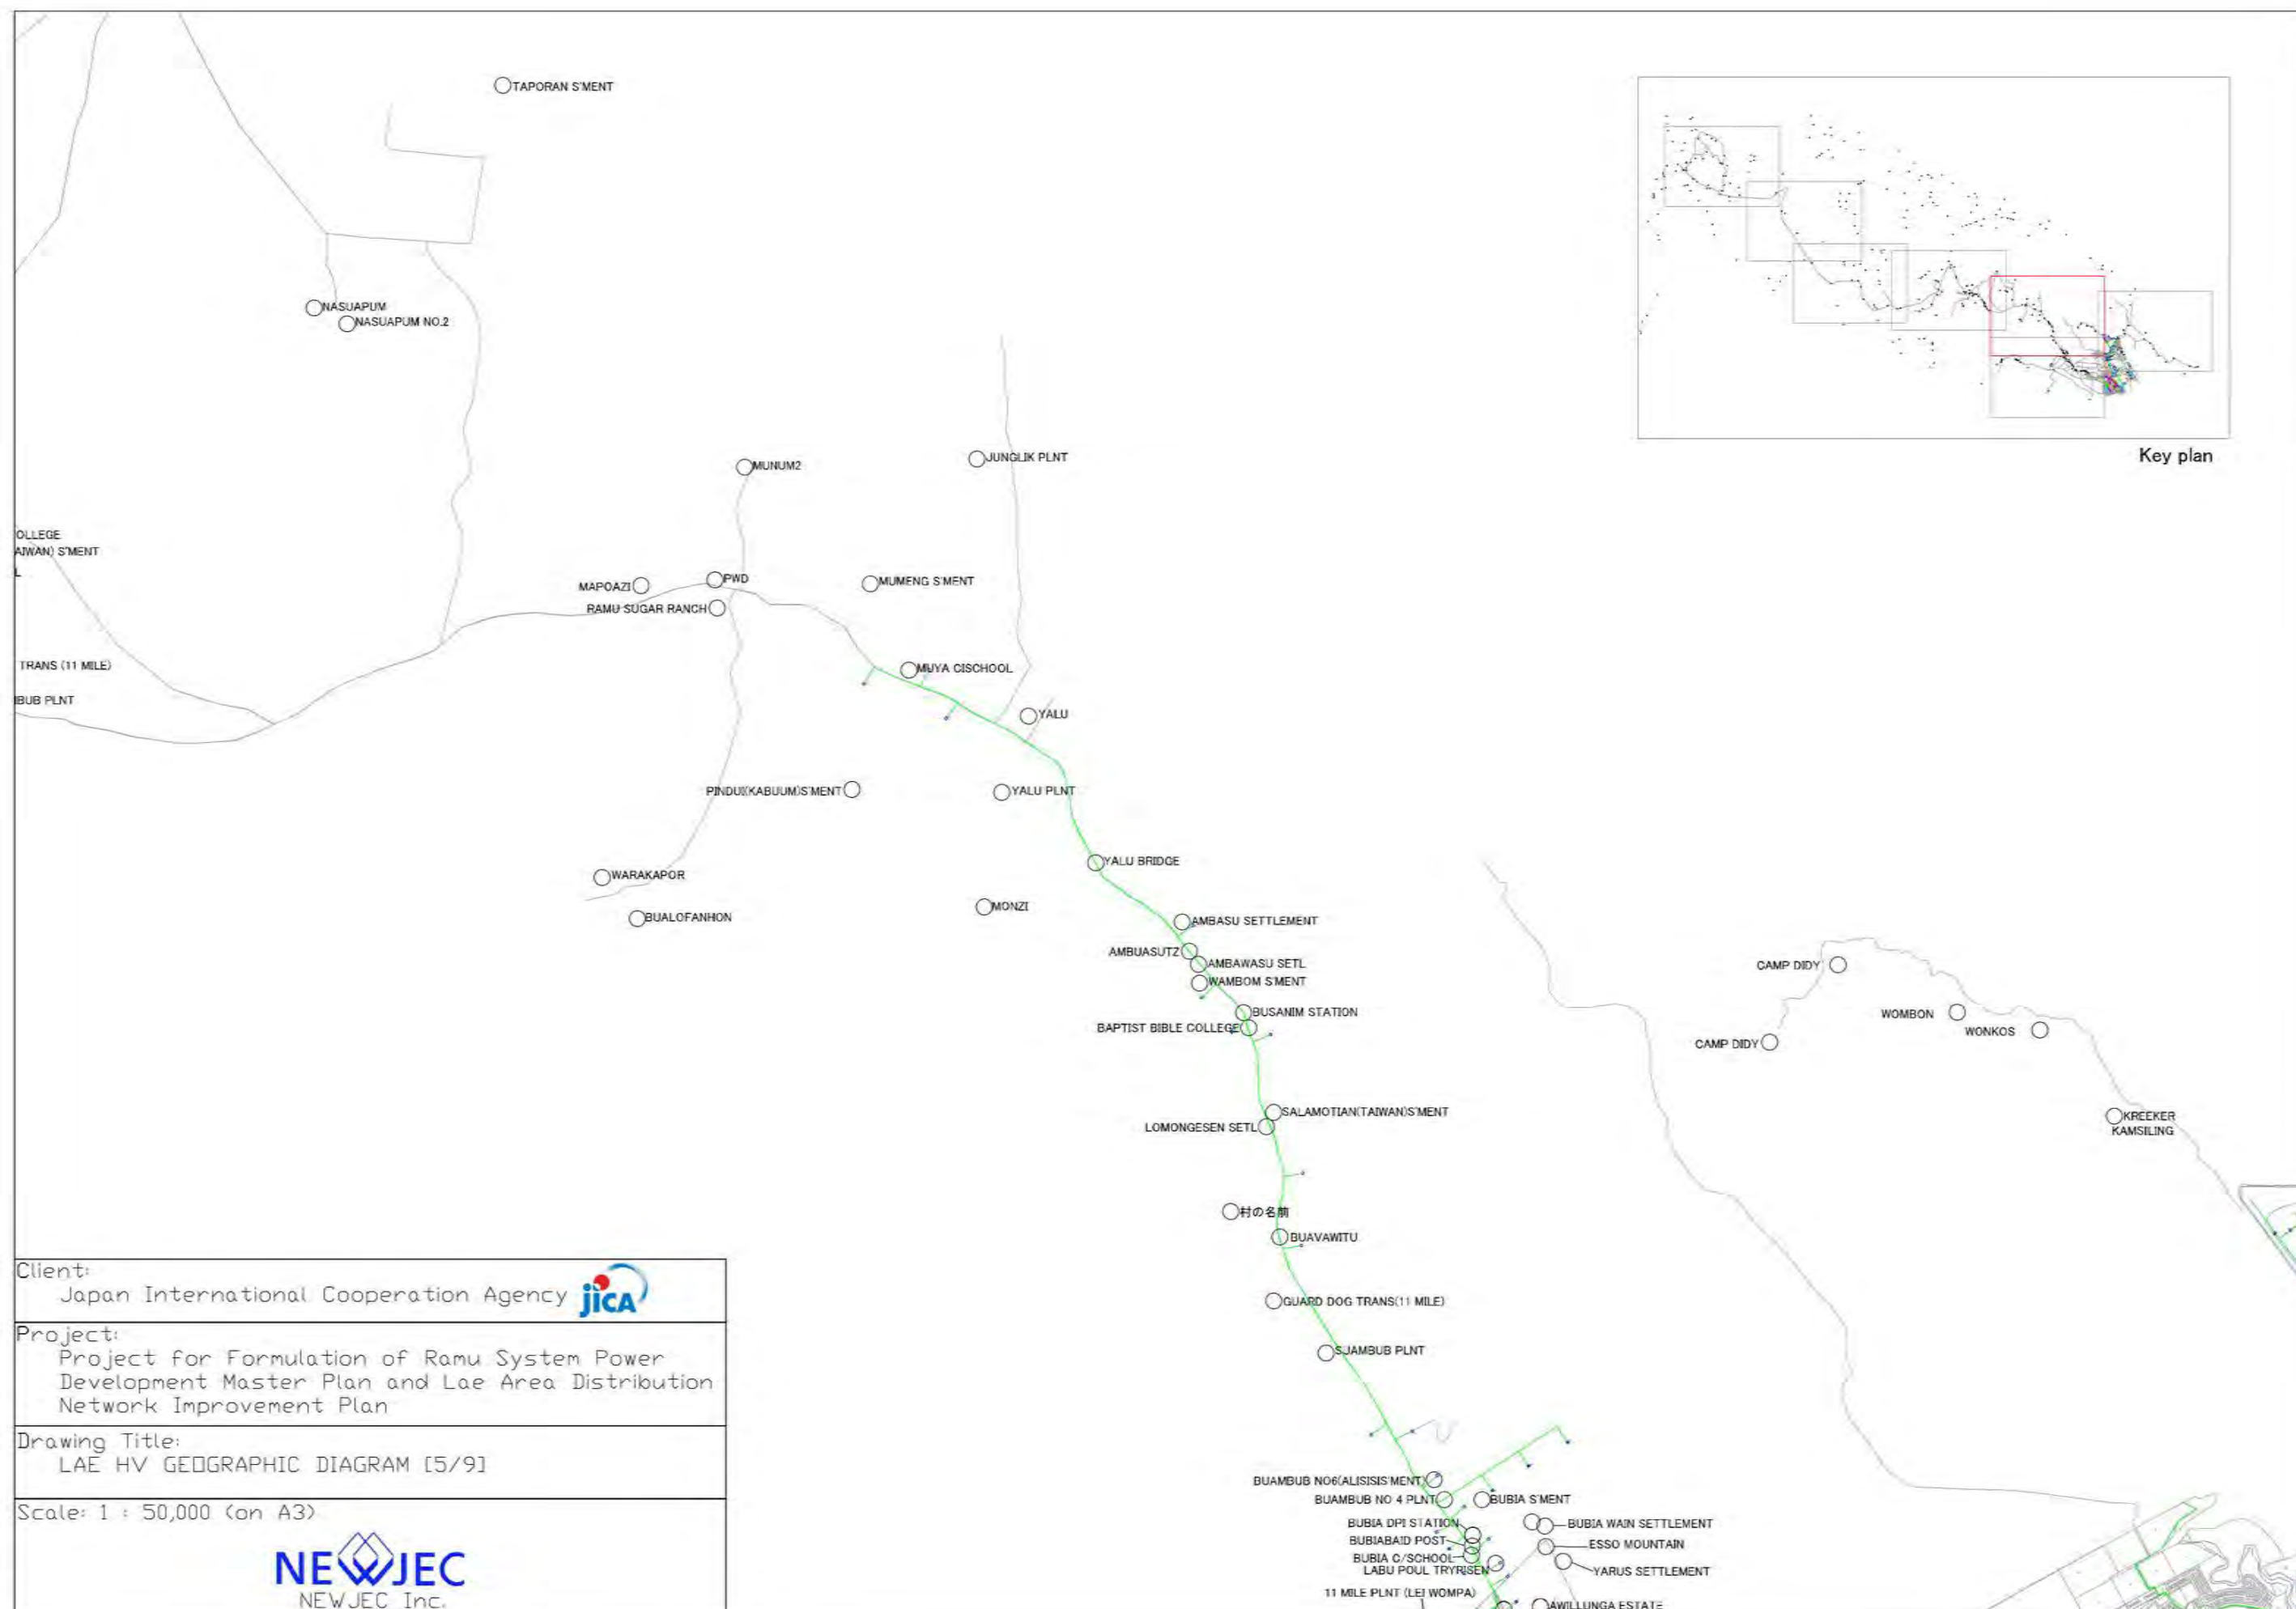 TAPORAN S'MENT
Key plan
NASUAPUM
NASUAPUM NO.2
MUNUM2
JUNGLIK PLNT
OLLEGE
AIWAN) S'MENT
L
MAPOAZI
PWD
MUMENG S'MENT
RAMU SUGAR RANCH
TRANS (11 MILE)
MUYA CISCHOOL
IBUB PLNT
YALU
PINDUI(KABUUM)S'MENT
YALU PLNT
YALU BRIDGE
WARAKAPOR
BUALOFANHON
MONZI
AMBASU SETTLEMENT
AMBUASUTZ
AMBAWASU SETL
WAMBOM S'MENT
CAMP DIDY
BUSANIM STATION
WOMBON
BAPTIST BIBLE COLLEGE
WONKOS
CAMP DIDY
SALAMOTIAN(TAIWAN)S'MENT
LOMONGESEN SETL
KREEKER
KAMSILING
村の名前
BUAVAWITU
GUARD DOG TRANS(11 MILE)
SJAMBUB PLNT
Client:
Japan International Cooperation Agency
jICA
Project:
Project for Formulation of Ramu System Power
Development Master Plan and Lae Area Distribution
Network Improvement Plan
Drawing Title:
LAE HV GEOGRAPHIC DIAGRAM [5/9]
Scale: 1 : 50,000 (on A3)
NEWJEC
NEWJEC Inc.
BUAMBUB NO6(ALISISIS'MENT)
BUAMBUB NO 4 PLNT
BUBIA S'MENT
BUBIA DPI STATION
BUBIA WAIN SETTLEMENT
BUBIABAID POST
ESSO MOUNTAIN
BUBIA C/SCHOOL
LABU POUL TRYRISEN
YARUS SETTLEMENT
11 MILE PLNT (LEI WOMPA)
AWILLUNGA ESTATE